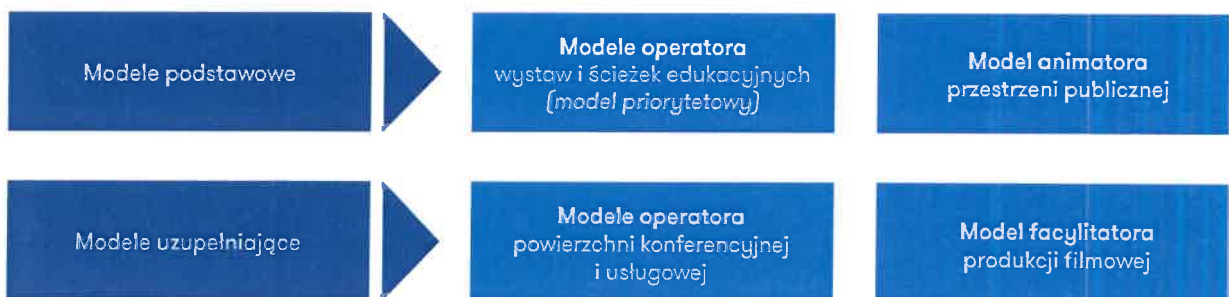 Modele podstawowe
Modele operatora
wystaw i ścieżek edukacyjnych
(model priorytetowy)
Model animatora
przestrzeni publicznej
Modele uzupełniające
Modele operatora
powierzchni konferencyjnej
i usługowej
Model facylitatora
produkcji filmowej